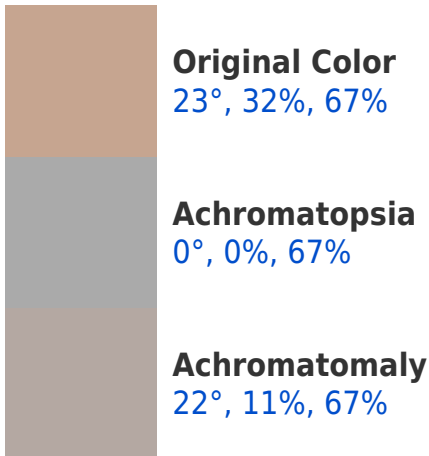 Original Color
23°, 32%, 67%
Achromatopsia
0°, 0%, 67%
Achromatomaly
22°, 11%, 67%